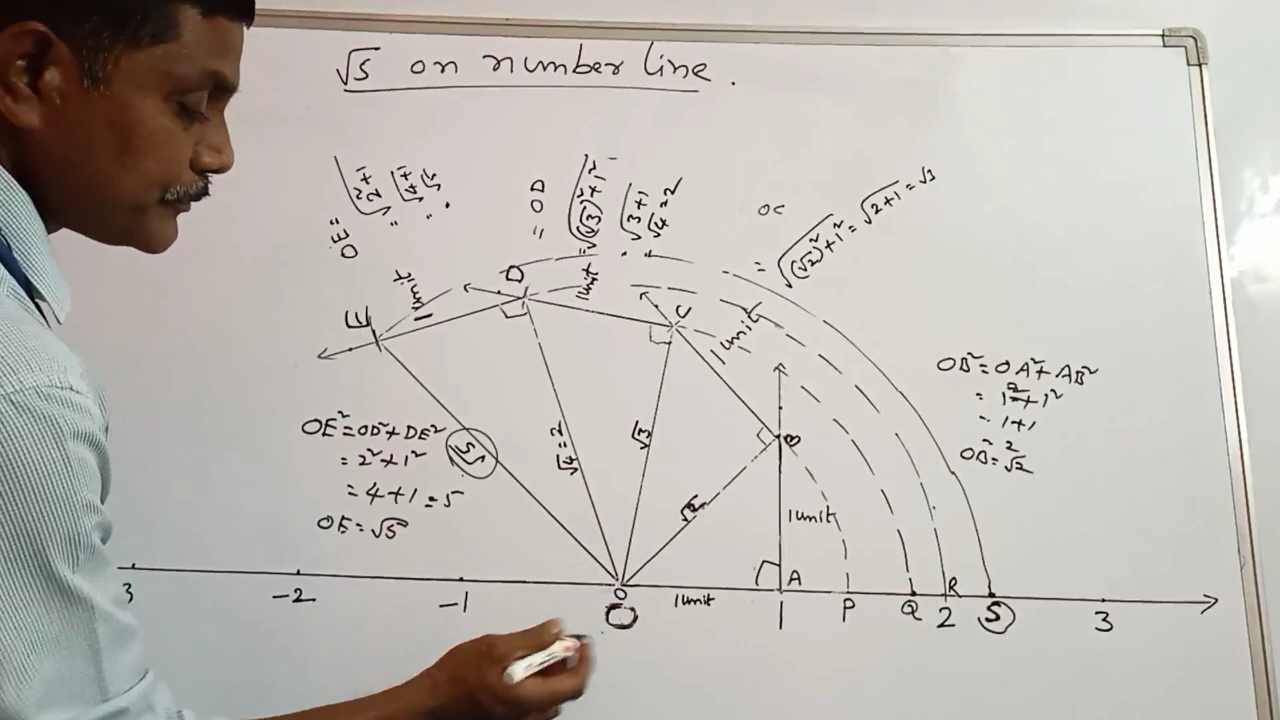 √5 on number line.
OE =
√2²+1²
= √4+1
= √5
= OD
= √(√3)²+1²
= √3+1
= √4 = 2
OC
= √(√2)²+1² = √2+1 = √3
E
1 unit
D
1 unit
C
1 unit
B
OE² = OD² + DE²
= 2² + 1²
= 4 + 1 = 5
OE = √5
√5
√4 = 2
√3
√2
1 unit
OB² = OA² + AB²
= 1² + 1²
= 1+1
OB² = 2
= √2
A
R
3 -2 -1 O 1 unit 1 P Q 2 S 3
O